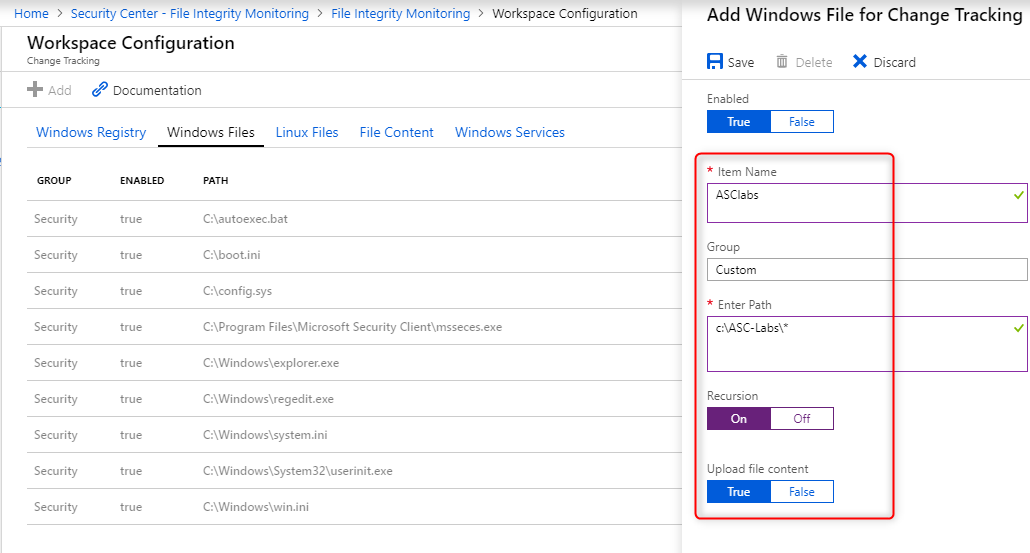 Home > Security Center - File Integrity Monitoring > File Integrity Monitoring > Workspace Configuration
Workspace Configuration
Change Tracking
Add
Documentation
Windows Registry
Windows Files
Linux Files
File Content
Windows Services
GROUP ENABLED PATH
Security true C:\autoexec.bat
Security true C:\boot.ini
Security true C:\config.sys
Security true C:\Program Files\Microsoft Security Client\msseces.exe
Security true C:\Windows\explorer.exe
Security true C:\Windows\regedit.exe
Security true C:\Windows\system.ini
Security true C:\Windows\System32\userinit.exe
Security true C:\Windows\win.ini
Add Windows File for Change Tracking
Save
Delete
Discard
Enabled
True False
* Item Name
ASClabs
Group
Custom
* Enter Path
c:\ASC-Labs\*
Recursion
On Off
Upload file content
True False